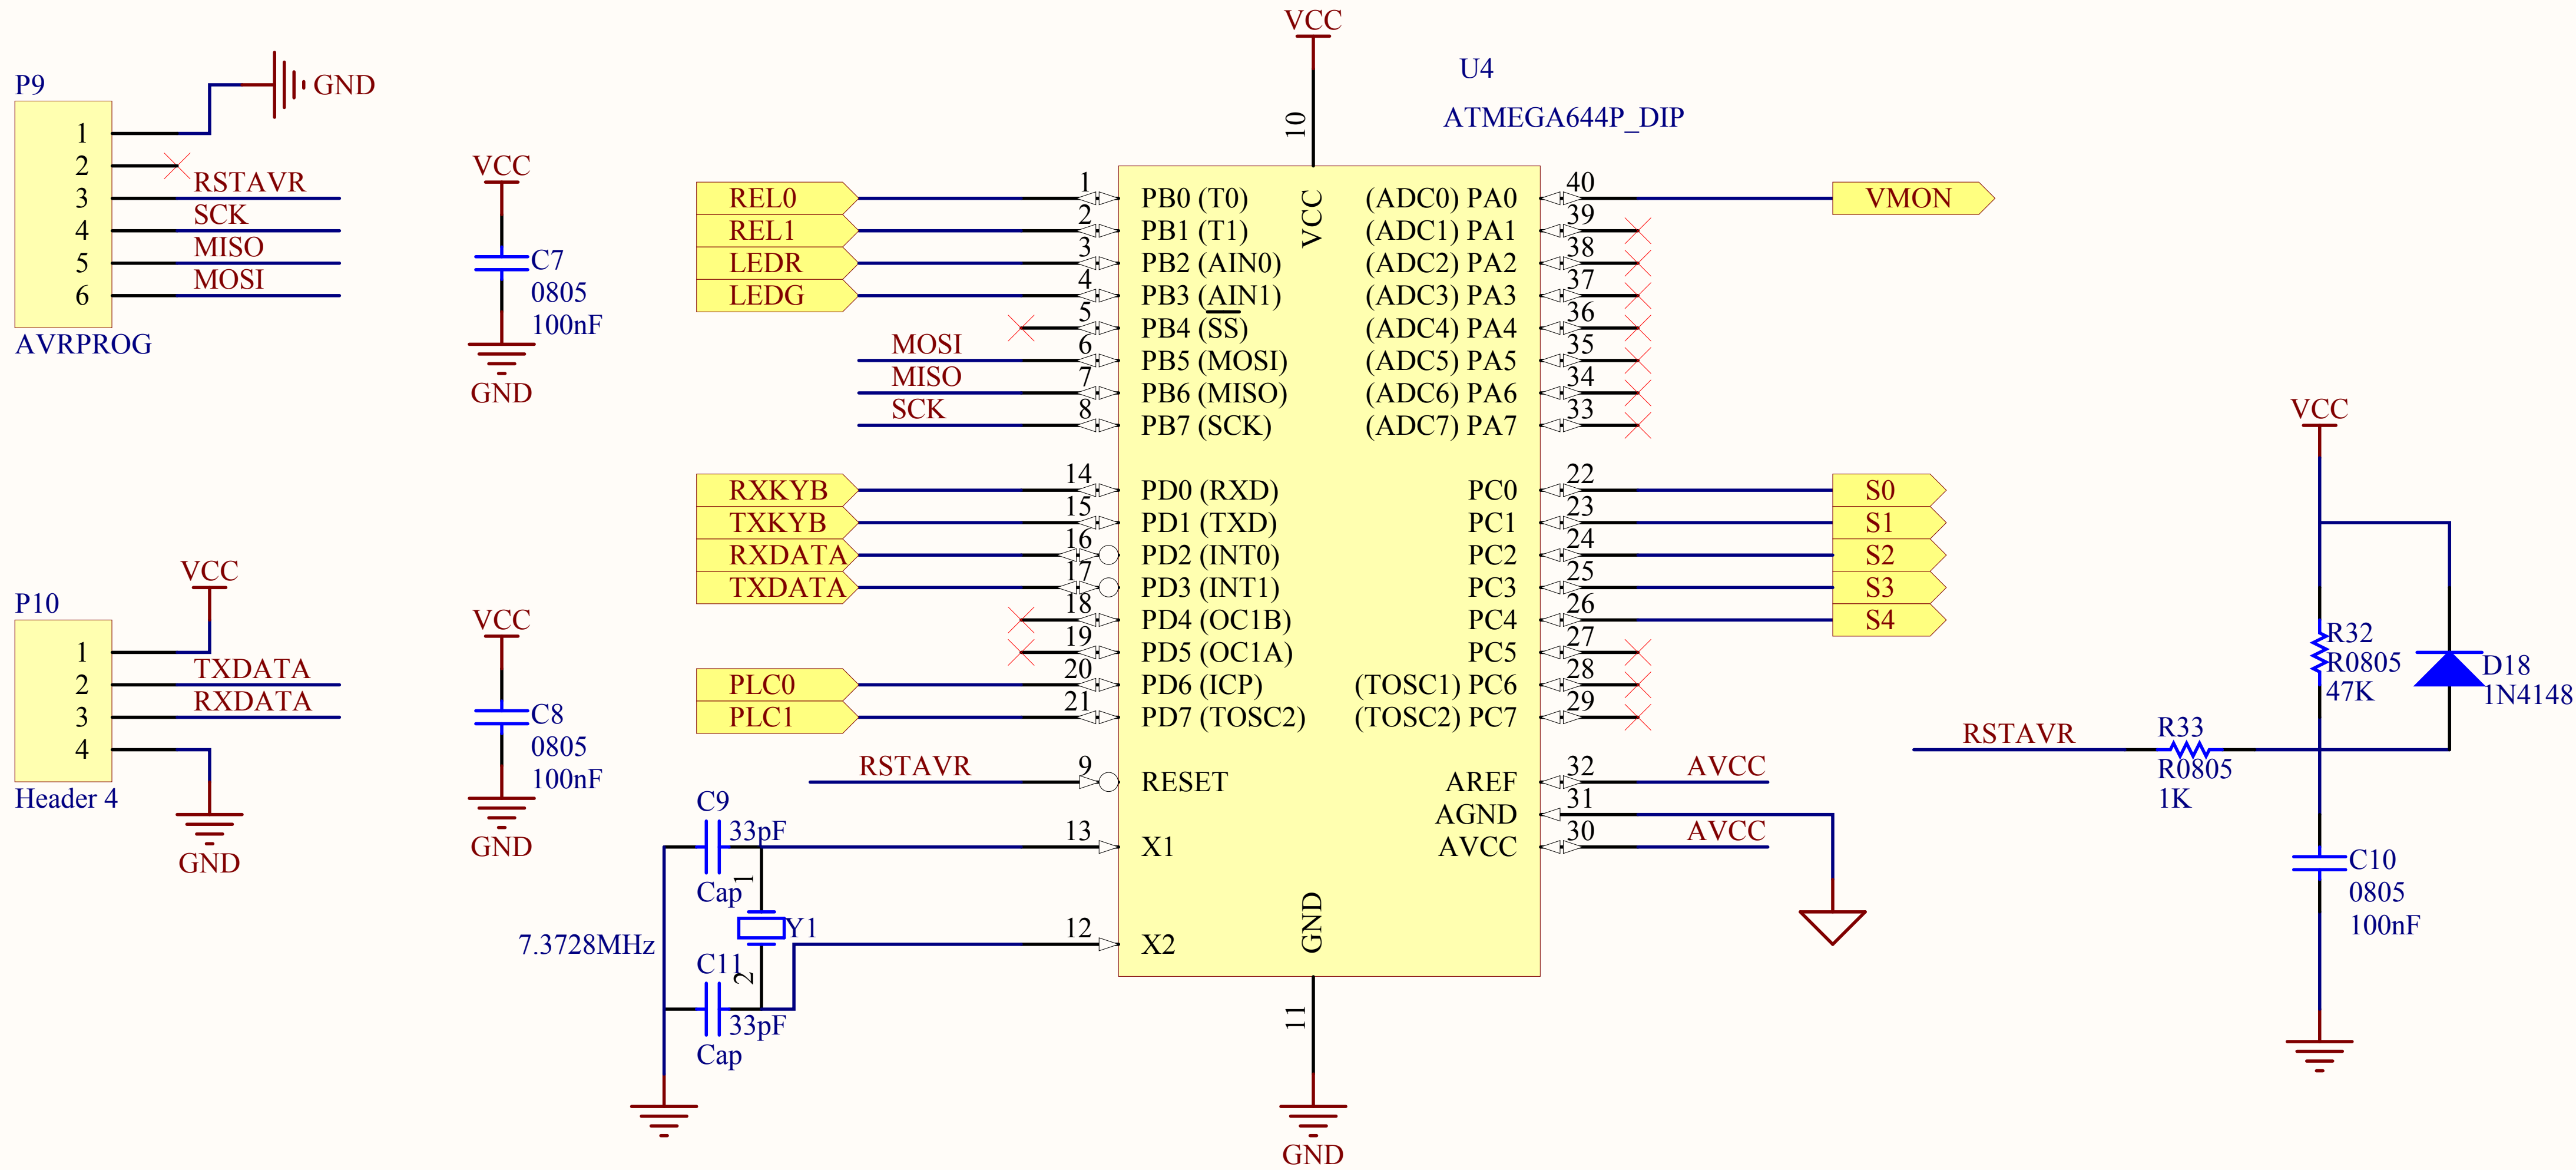 P9
GND
1
2
RSTAVR
3
SCK
4
MISO
5
MOSI
6
AVRPROG
VCC
C7
0805
100nF
GND
P10
VCC
1
TXDATA
2
RXDATA
3
4
Header 4
GND
VCC
C8
0805
100nF
GND
VCC
10
U4
ATMEGA644P_DIP
VCC
REL0 1 PB0 (T0)
REL1 2 PB1 (T1)
LEDR 3 PB2 (AIN0)
LEDG 4 PB3 (AIN1)
5 PB4 (SS)
MOSI 6 PB5 (MOSI)
MISO 7 PB6 (MISO)
SCK 8 PB7 (SCK)
RXKYB 14 PD0 (RXD)
TXKYB 15 PD1 (TXD)
RXDATA 16 PD2 (INT0)
TXDATA 17 PD3 (INT1)
18 PD4 (OC1B)
19 PD5 (OC1A)
PLC0 20 PD6 (ICP)
PLC1 21 PD7 (TOSC2)
RSTAVR 9 RESET
13 X1
12 X2
C9
33pF
Cap
1
Y1
7.3728MHz
C11
2
33pF
Cap
(ADC0) PA0 40 VMON
(ADC1) PA1 39
(ADC2) PA2 38
(ADC3) PA3 37
(ADC4) PA4 36
(ADC5) PA5 35
(ADC6) PA6 34
(ADC7) PA7 33
PC0 22 S0
PC1 23 S1
PC2 24 S2
PC3 25 S3
PC4 26 S4
PC5 27
(TOSC1) PC6 28
(TOSC2) PC7 29
AREF 32 AVCC
AGND 31
AVCC 30 AVCC
GND
11
GND
VCC
R32
R0805
47K
D18
1N4148
RSTAVR
R33
R0805
1K
C10
0805
100nF